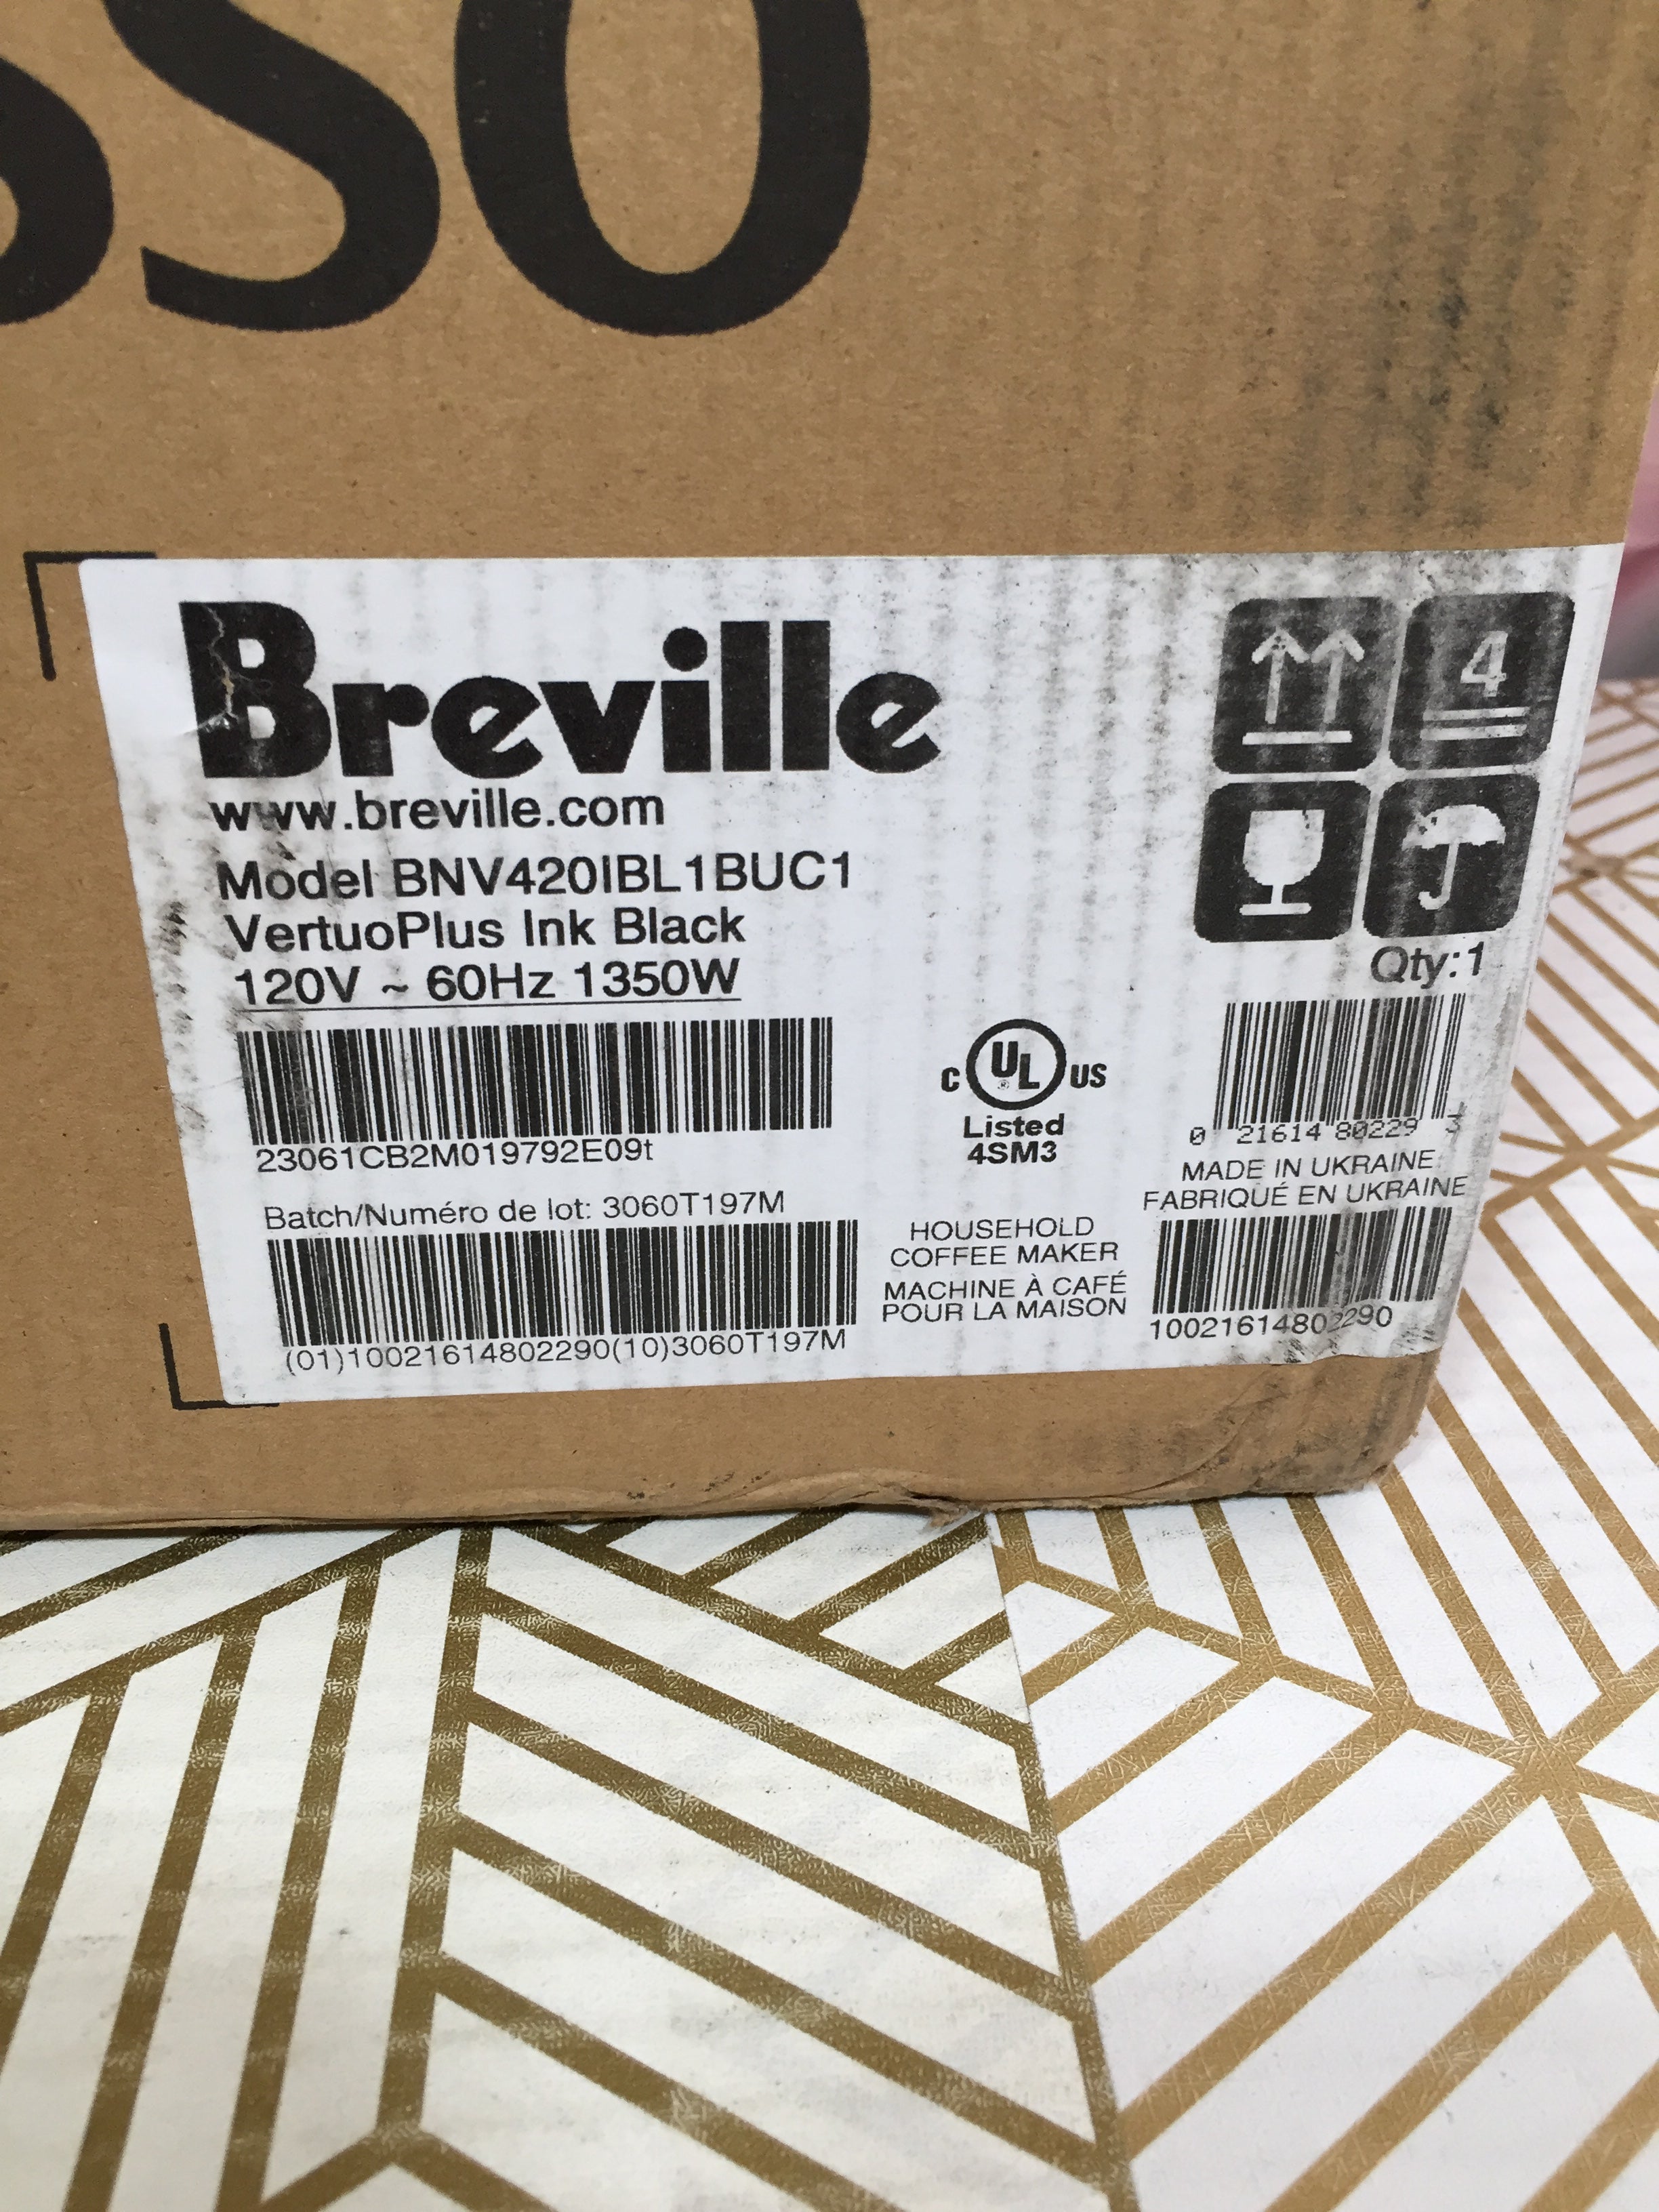 sso
Breville
www.breville.com
Model BNV420IBL1BUC1
VertuoPlus Ink Black
120V ~ 60Hz 1350W
23061CB2M019792E09t
Batch/Numéro de lot: 3060T197M
(01)10021614802290(10)3060T197M
C UL® US
Listed
4SM3
HOUSEHOLD
COFFEE MAKER
MACHINE À CAFÉ
POUR LA MAISON
4
Qty:1
0 21614 80229 3
MADE IN UKRAINE
FABRIQUÉ EN UKRAINE
10021614802290